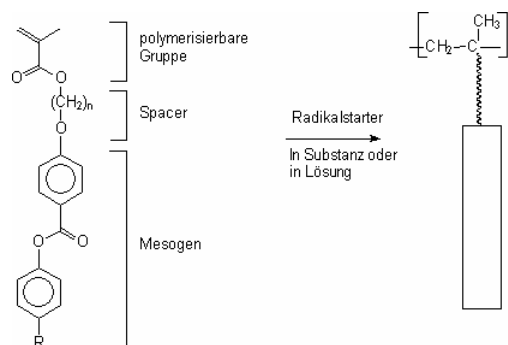 polymerisierbare
Gruppe
O
O
(CH2)n
Spacer
O
Mesogen
O
O
R
Radikalstarter
In Substanz oder
in Lösung
CH3
CH2
C